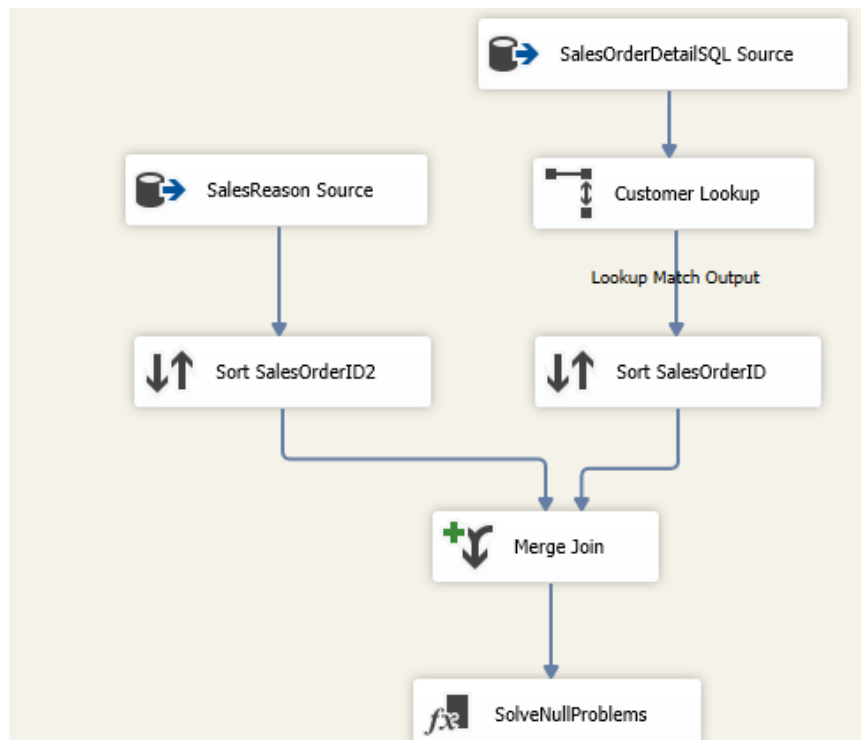 SalesOrderDetailSQL Source
SalesReason Source
Customer Lookup
Lookup Match Output
Sort SalesOrderID2
Sort SalesOrderID
Merge Join
SolveNullProblems